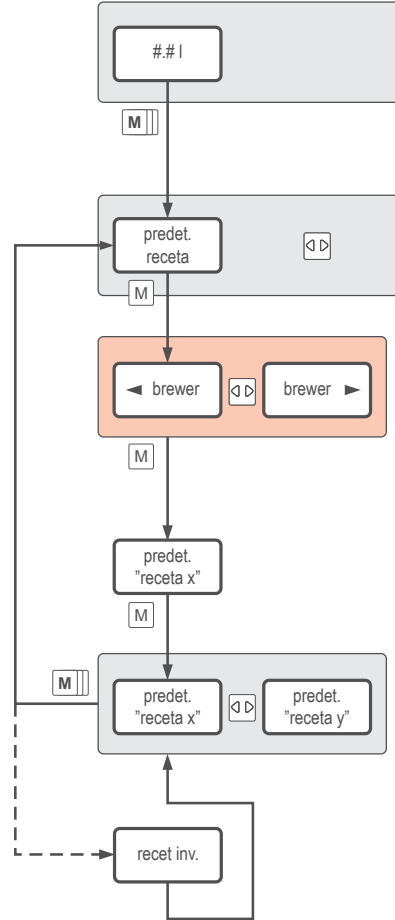 #.# l
M
predet.
receta
M
◄ brewer
brewer ►
M
predet.
"receta x"
M
M
predet.
"receta x"
predet.
"receta y"
recet inv.